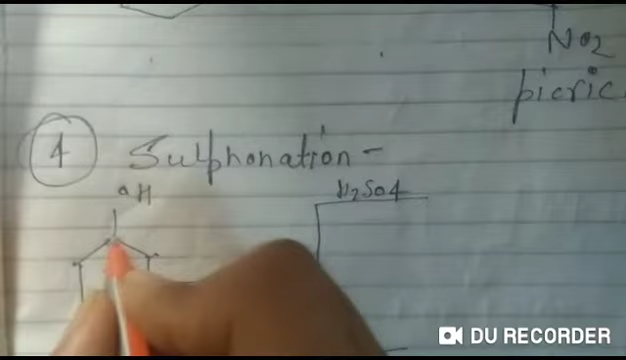 NO2
picric
4 Sulphonation-
OH
H2SO4
DU RECORDER